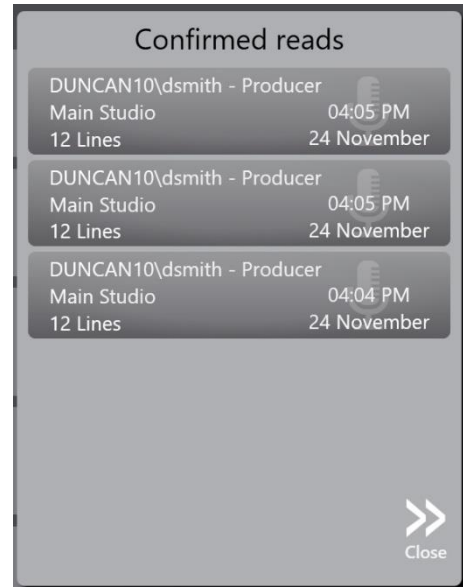 Confirmed reads
DUNCAN10\dsmith - Producer
Main Studio 04:05 PM
12 Lines 24 November
DUNCAN10\dsmith - Producer
Main Studio 04:05 PM
12 Lines 24 November
DUNCAN10\dsmith - Producer
Main Studio 04:04 PM
12 Lines 24 November
Close